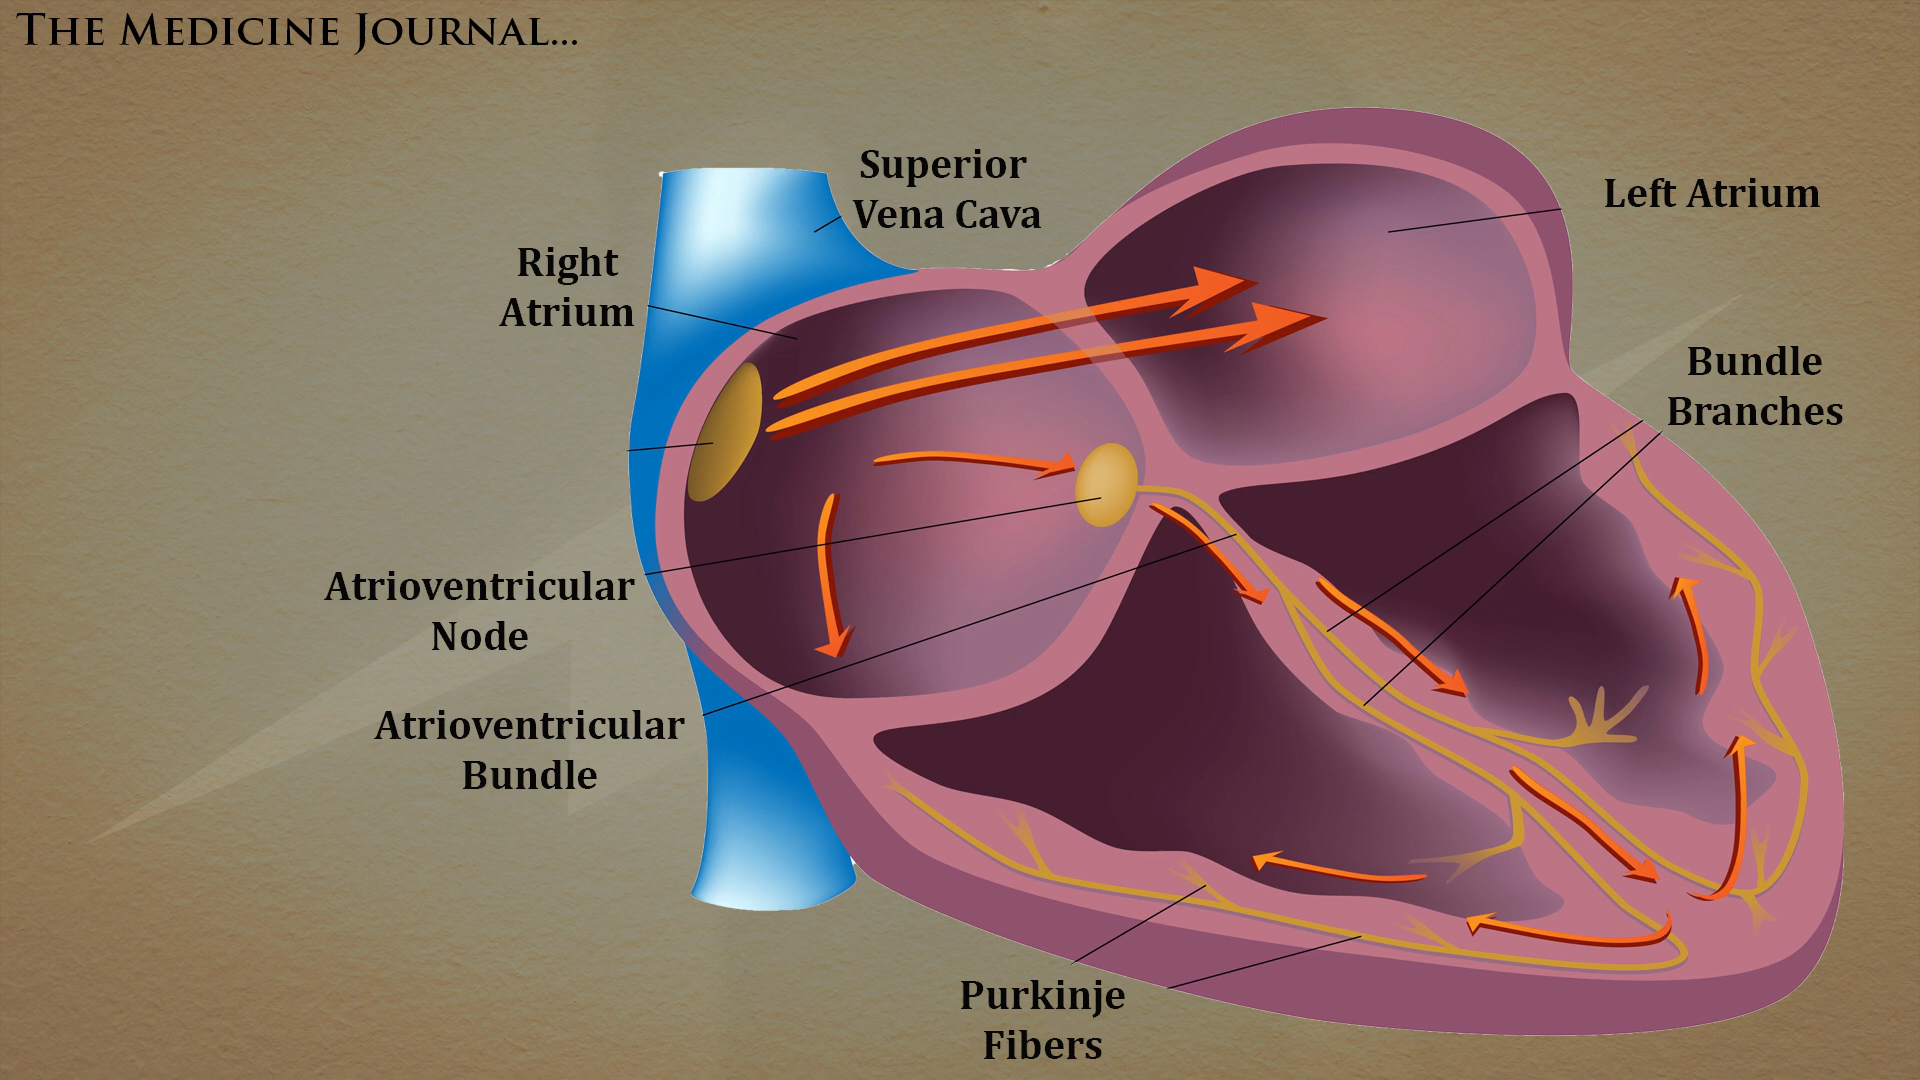 The Medicine Journal...
Superior
Vena Cava
Left Atrium
Right
Atrium
Bundle
Branches
Atrioventricular
Node
Atrioventricular
Bundle
Purkinje
Fibers